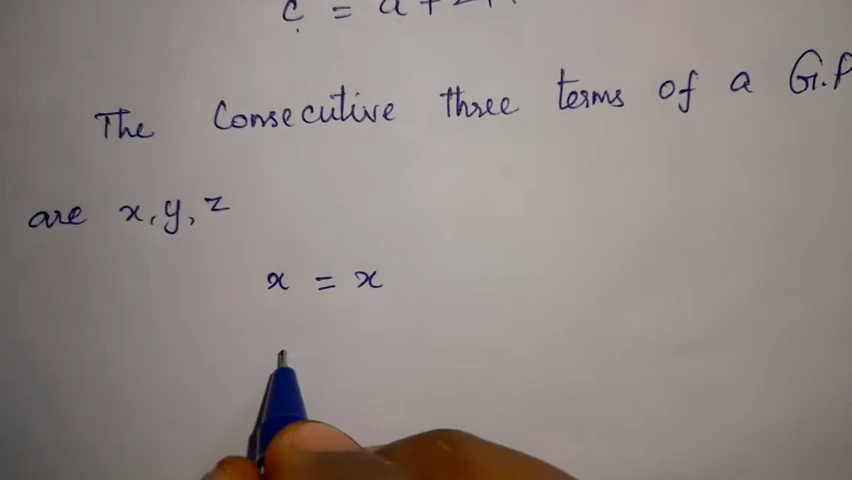 c = a +
The Consecutive three terms of a G.P
are x, y, z
x = x